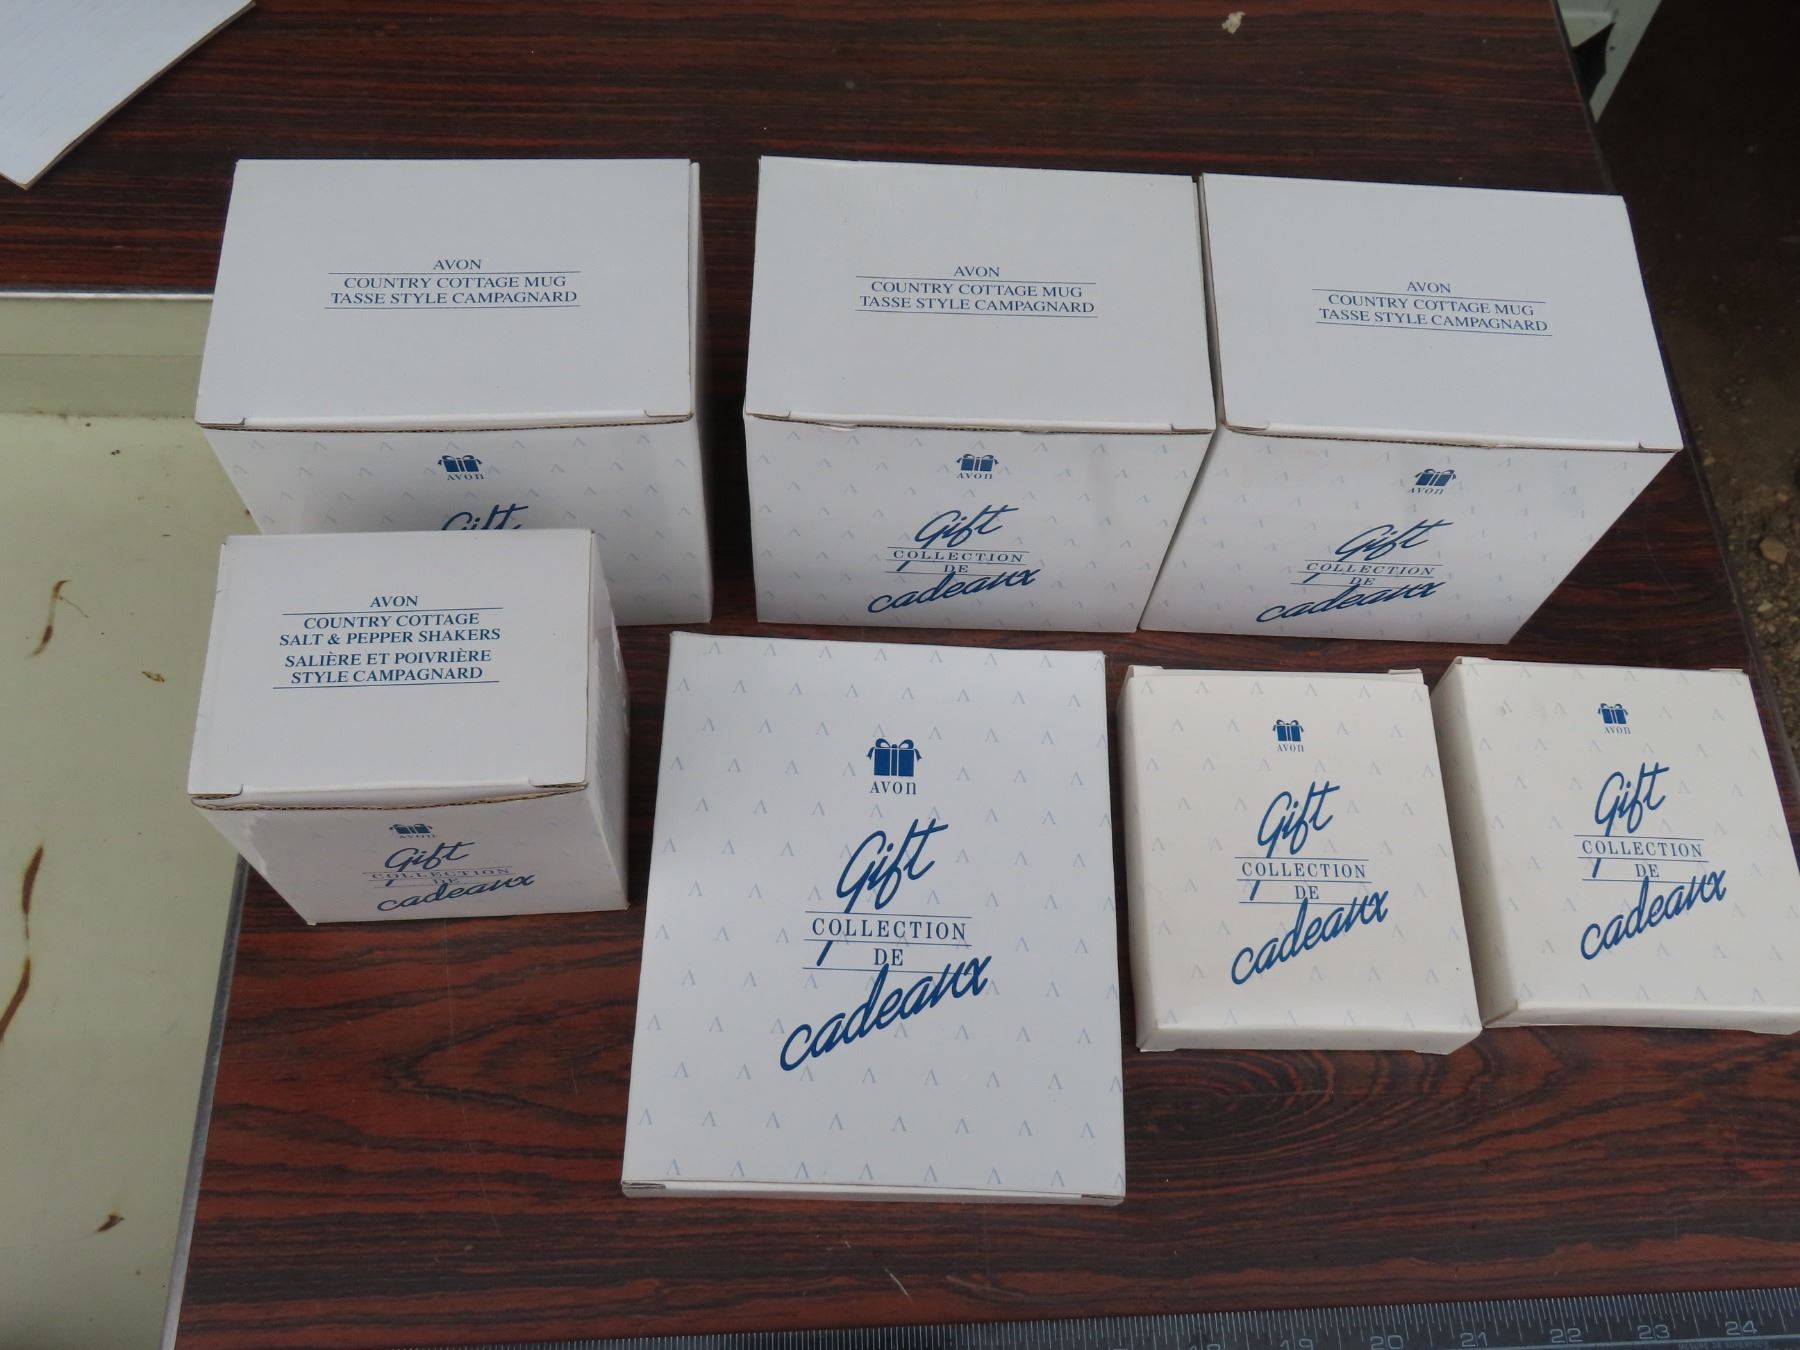 AVON
COUNTRY COTTAGE MUG
TASSE STYLE CAMPAGNARD
AVON
Gift
AVON
COUNTRY COTTAGE MUG
TASSE STYLE CAMPAGNARD
AVON
Gift
COLLECTION
DE
cadeaux
AVON
COUNTRY COTTAGE MUG
TASSE STYLE CAMPAGNARD
AVON
Gift
COLLECTION
DE
cadeaux
AVON
COUNTRY COTTAGE
SALT & PEPPER SHAKERS
SALIÈRE ET POIVRIÈRE
STYLE CAMPAGNARD
AVON
Gift
COLLECTION
DE
cadeaux
AVON
Gift
COLLECTION
DE
cadeaux
AVON
Gift
COLLECTION
DE
cadeaux
AVON
Gift
COLLECTION
DE
cadeaux
18 19 20 21 22 23 24